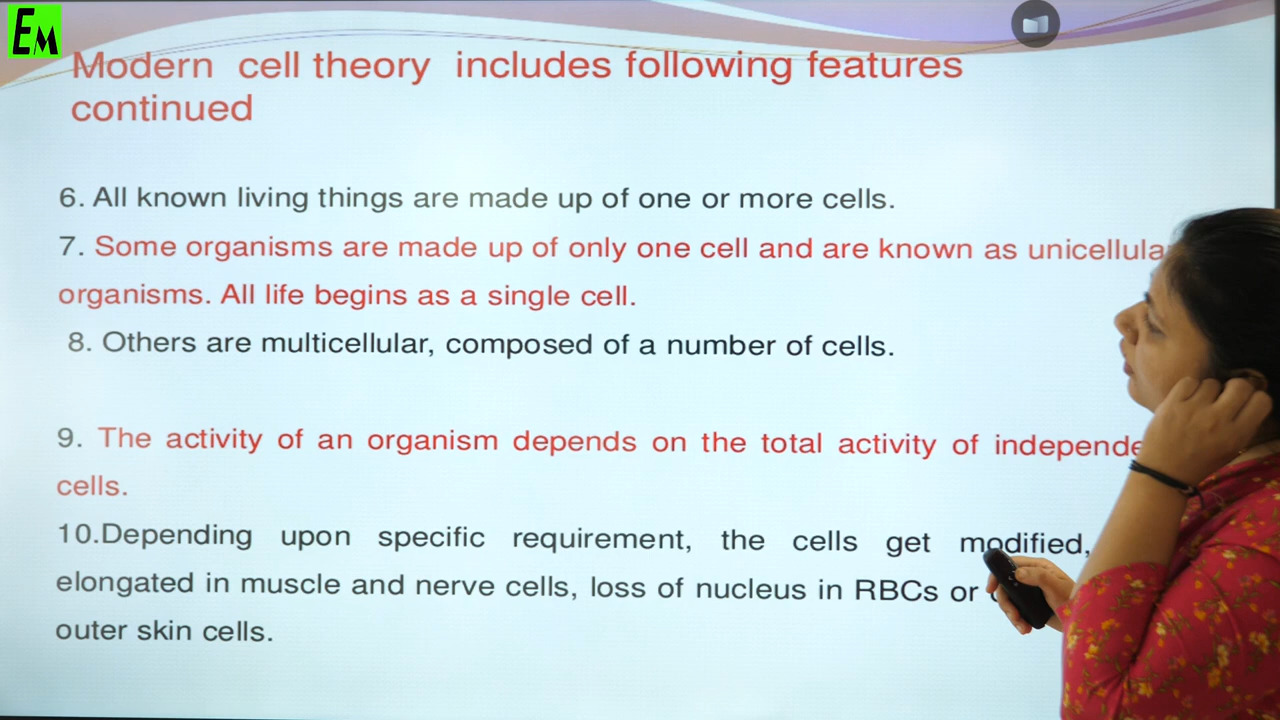 EM
Modern cell theory includes following features
continued
6. All known living things are made up of one or more cells.
7. Some organisms are made up of only one cell and are known as unicellula
organisms. All life begins as a single cell.
8. Others are multicellular, composed of a number of cells.
9. The activity of an organism depends on the total activity of independe
cells.
10.Depending upon specific requirement, the cells get modified,
elongated in muscle and nerve cells, loss of nucleus in RBCs or
outer skin cells.